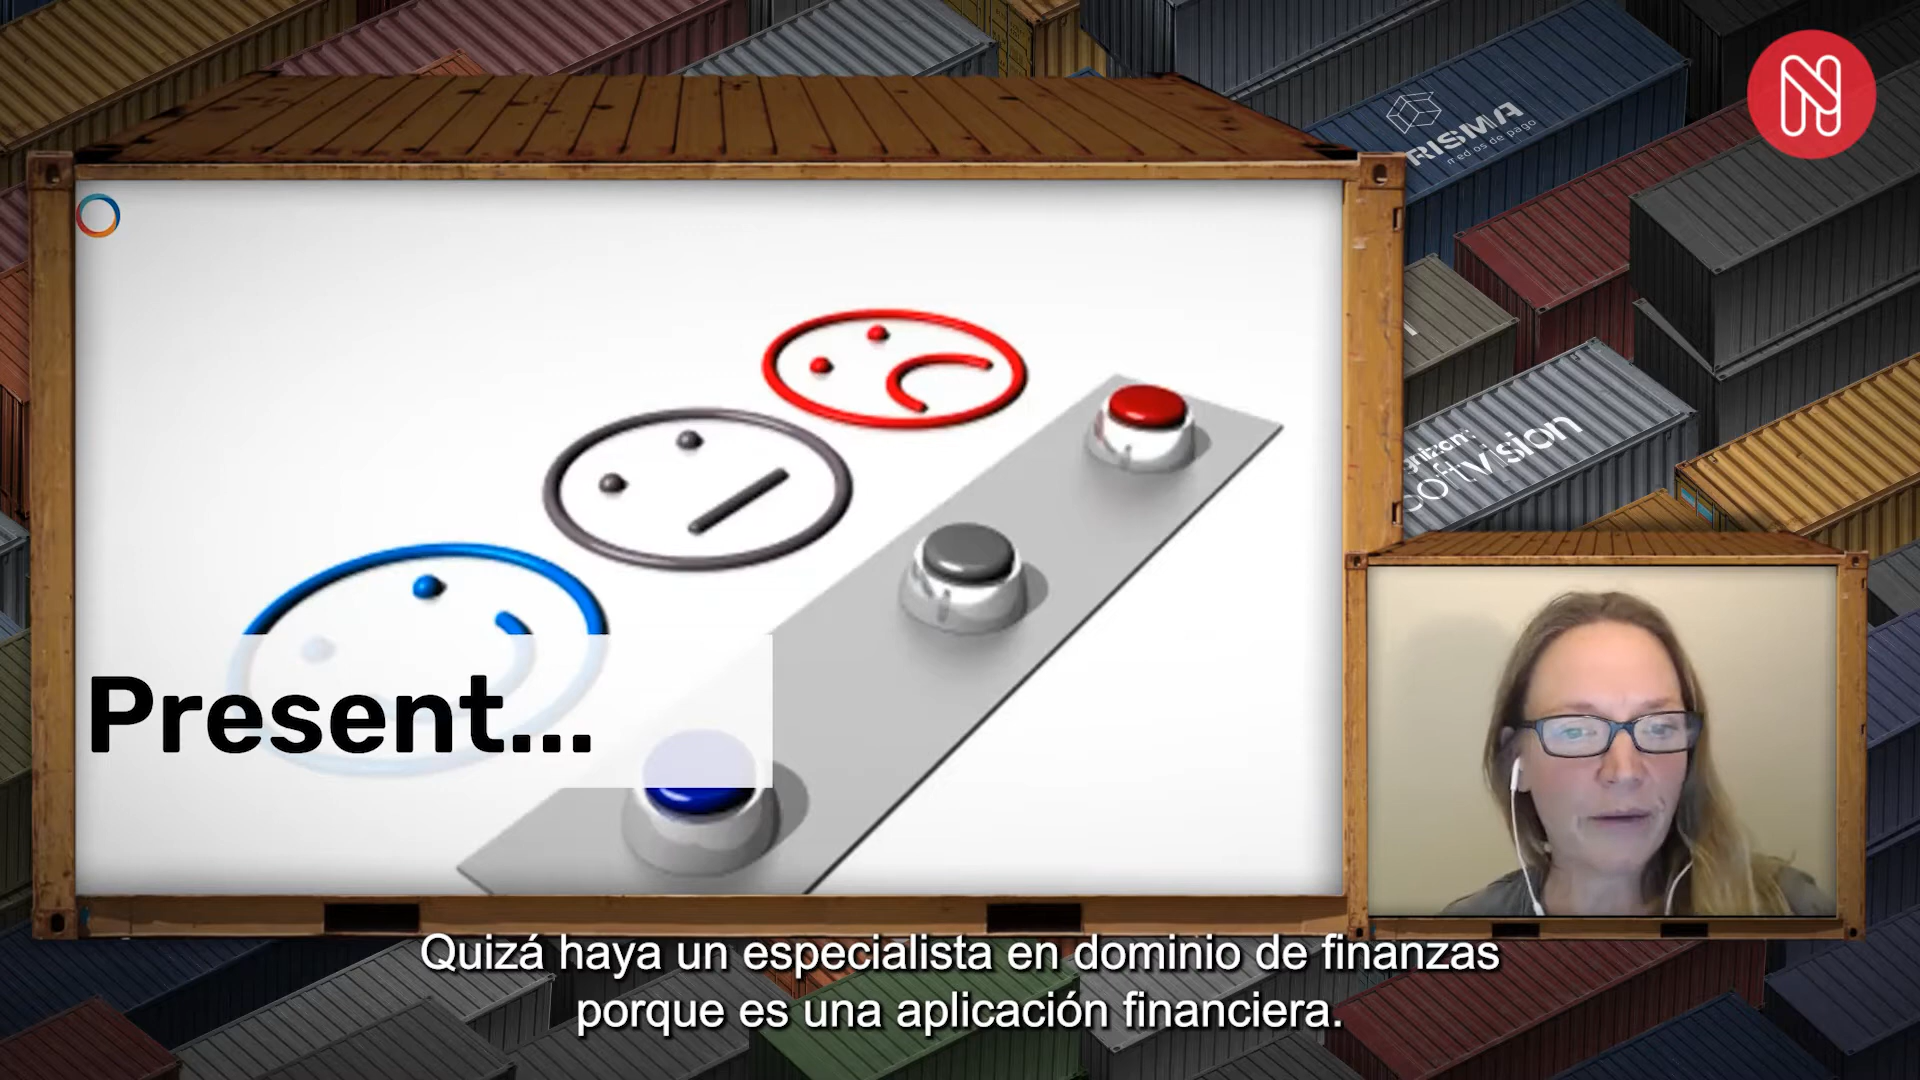 RISMA
medios de pago
gnizant
softvision
Present...
Quizá haya un especialista en dominio de finanzas
porque es una aplicación financiera.